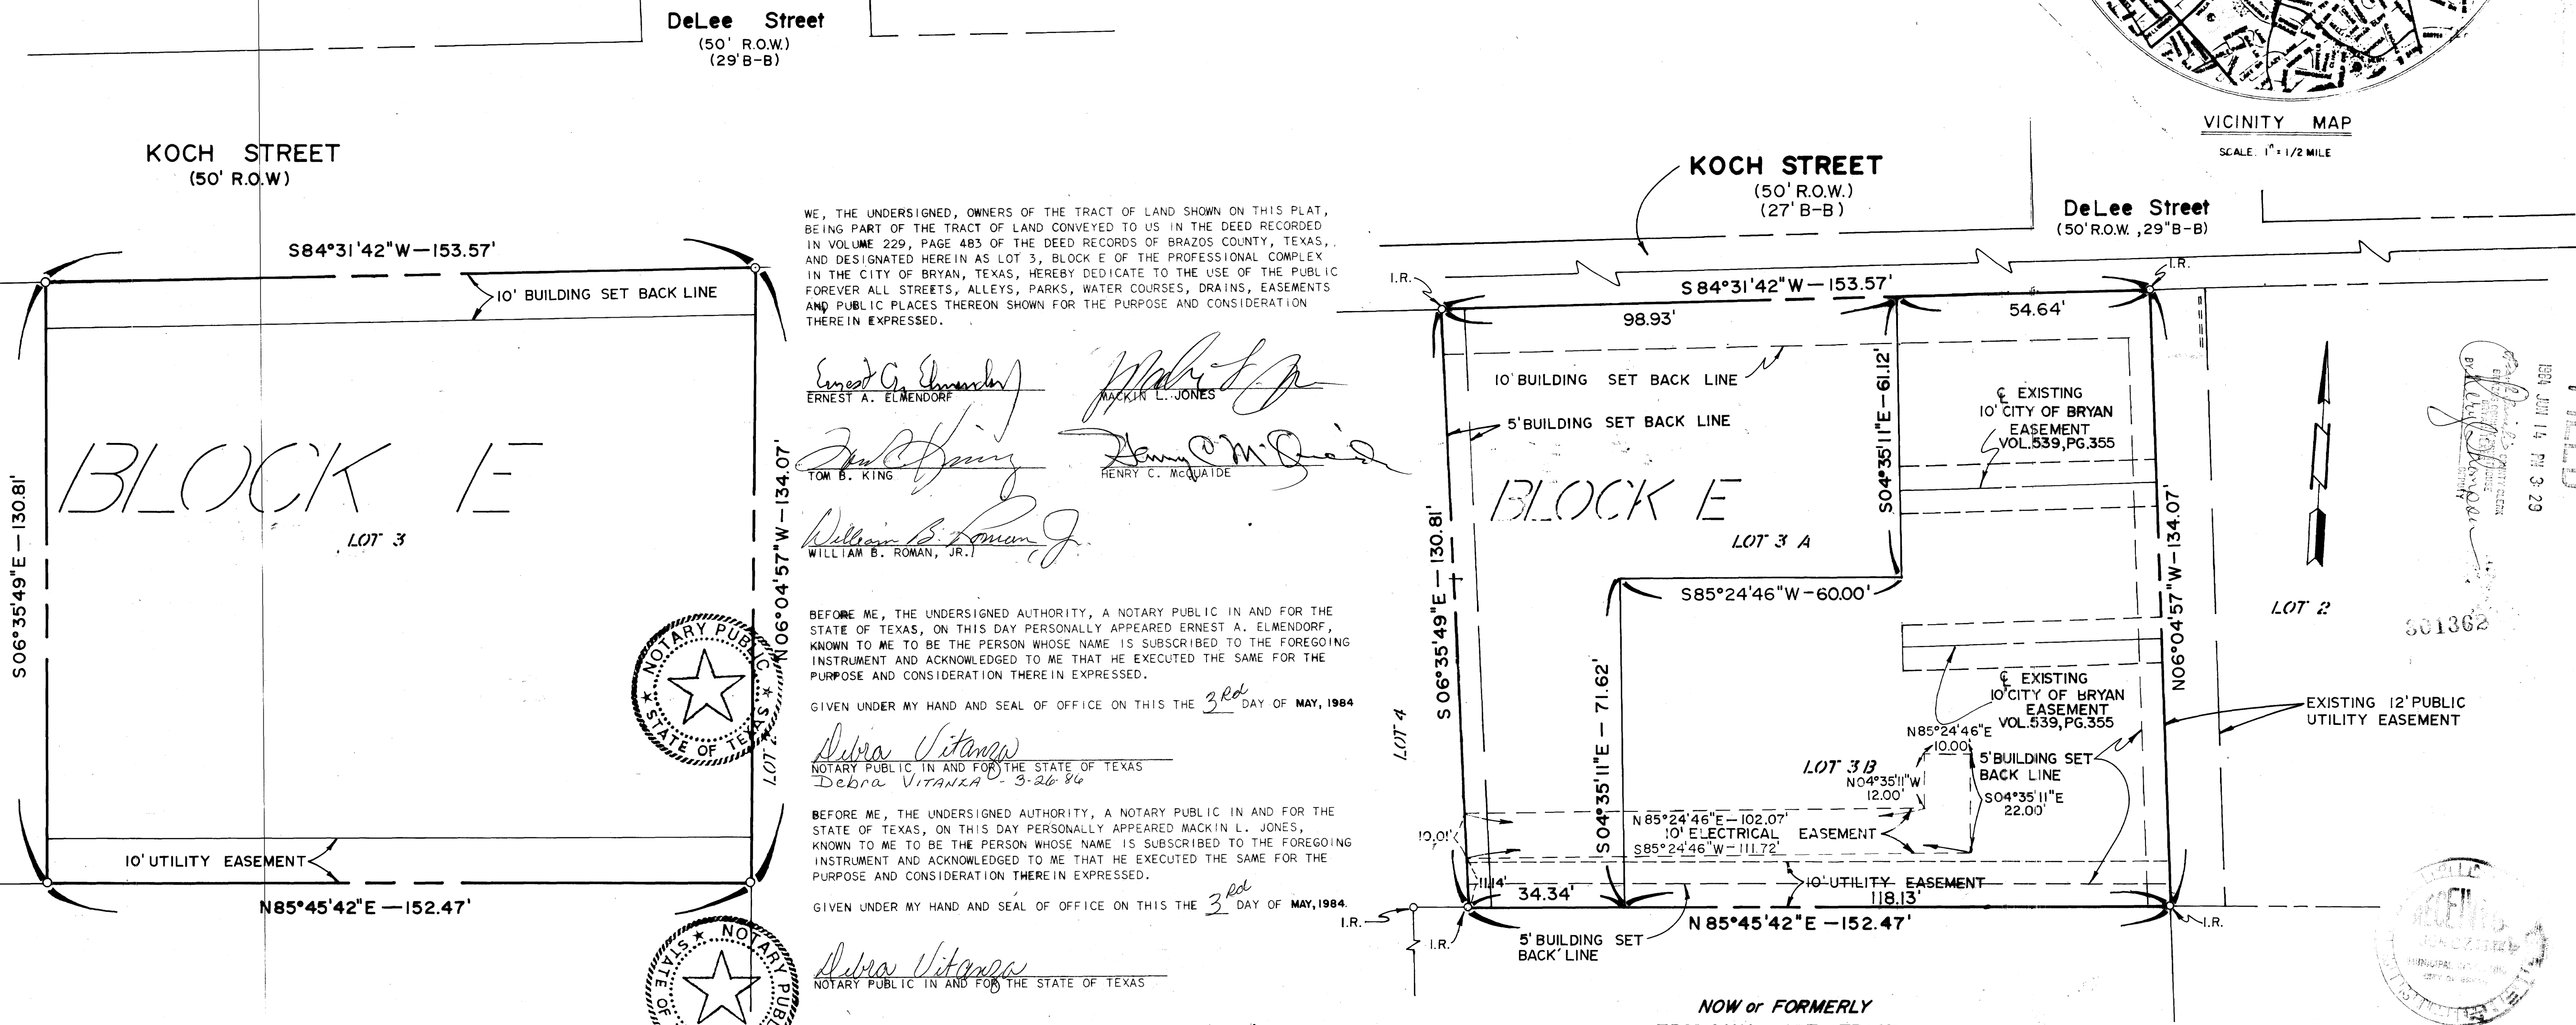 DeLee Street
(50' R.O.W.)
(29' B-B)
KOCH STREET
(50' R.O.W)
S84°31'42"W—153.57'
10' BUILDING SET BACK LINE
BLOCK E
LOT 3
S06°35'49"E—130.81'
N06°04'57"W—134.07'
LOT 2
10' UTILITY EASEMENT
N85°45'42"E—152.47'
NOTARY PUBLIC
STATE OF TEXAS
NOTARY PUBLIC
STATE OF
WE, THE UNDERSIGNED, OWNERS OF THE TRACT OF LAND SHOWN ON THIS PLAT,
BEING PART OF THE TRACT OF LAND CONVEYED TO US IN THE DEED RECORDED
IN VOLUME 229, PAGE 483 OF THE DEED RECORDS OF BRAZOS COUNTY, TEXAS,
AND DESIGNATED HEREIN AS LOT 3, BLOCK E OF THE PROFESSIONAL COMPLEX
IN THE CITY OF BRYAN, TEXAS, HEREBY DEDICATE TO THE USE OF THE PUBLIC
FOREVER ALL STREETS, ALLEYS, PARKS, WATER COURSES, DRAINS, EASEMENTS
AND PUBLIC PLACES THEREON SHOWN FOR THE PURPOSE AND CONSIDERATION
THEREIN EXPRESSED.
Ernest A. Elmendorf
ERNEST A. ELMENDORF
MACKIN L. JONES
Tom B. King
TOM B. KING
Henry C McQuaide
HENRY C. McQUAIDE
William B. Roman Jr.
WILLIAM B. ROMAN, JR.
BEFORE ME, THE UNDERSIGNED AUTHORITY, A NOTARY PUBLIC IN AND FOR THE
STATE OF TEXAS, ON THIS DAY PERSONALLY APPEARED ERNEST A. ELMENDORF,
KNOWN TO ME TO BE THE PERSON WHOSE NAME IS SUBSCRIBED TO THE FOREGOING
INSTRUMENT AND ACKNOWLEDGED TO ME THAT HE EXECUTED THE SAME FOR THE
PURPOSE AND CONSIDERATION THEREIN EXPRESSED.
GIVEN UNDER MY HAND AND SEAL OF OFFICE ON THIS THE 3Rd DAY OF MAY, 1984
Debra Vitanza
NOTARY PUBLIC IN AND FOR THE STATE OF TEXAS
Debra VITANZA - 3-26-86
BEFORE ME, THE UNDERSIGNED AUTHORITY, A NOTARY PUBLIC IN AND FOR THE
STATE OF TEXAS, ON THIS DAY PERSONALLY APPEARED MACKIN L. JONES,
KNOWN TO ME TO BE THE PERSON WHOSE NAME IS SUBSCRIBED TO THE FOREGOING
INSTRUMENT AND ACKNOWLEDGED TO ME THAT HE EXECUTED THE SAME FOR THE
PURPOSE AND CONSIDERATION THEREIN EXPRESSED.
GIVEN UNDER MY HAND AND SEAL OF OFFICE ON THIS THE 3Rd DAY OF MAY, 1984.
Debra Vitanza
NOTARY PUBLIC IN AND FOR THE STATE OF TEXAS
VICINITY MAP
SCALE: 1" = 1/2 MILE
KOCH STREET
(50' R.O.W.)
(27' B-B)
DeLee Street
(50' R.O.W., 29" B-B)
I.R.
I.R.
S84°31'42"W—153.57'
98.93'
54.64'
10' BUILDING SET BACK LINE
5' BUILDING SET BACK LINE
S04°35'11"E—61.12'
℄ EXISTING
10' CITY OF BRYAN
EASEMENT
VOL.539, PG.355
BLOCK E
LOT 3 A
S85°24'46"W—60.00'
S06°35'49"E—130.81'
S04°35'11"E—71.62'
N06°04'57"W—134.07'
LOT 4
LOT 2
℄ EXISTING
10' CITY OF BRYAN
EASEMENT
VOL.539, PG.355
EXISTING 12' PUBLIC
UTILITY EASEMENT
N85°24'46"E
10.00'
LOT 3 B
N04°35'11"W
12.00'
5' BUILDING SET
BACK LINE
S04°35'11"E
22.00'
N85°24'46"E—102.07'
10' ELECTRICAL EASEMENT
S85°24'46"W—111.72'
10.01'
11.14'
34.34'
10' UTILITY EASEMENT
118.13'
I.R.
I.R.
I.R.
5' BUILDING SET
BACK LINE
N85°45'42"E—152.47'
NOW or FORMERLY
1984 JUN 14 PM 3:29
301362
RECEIVED